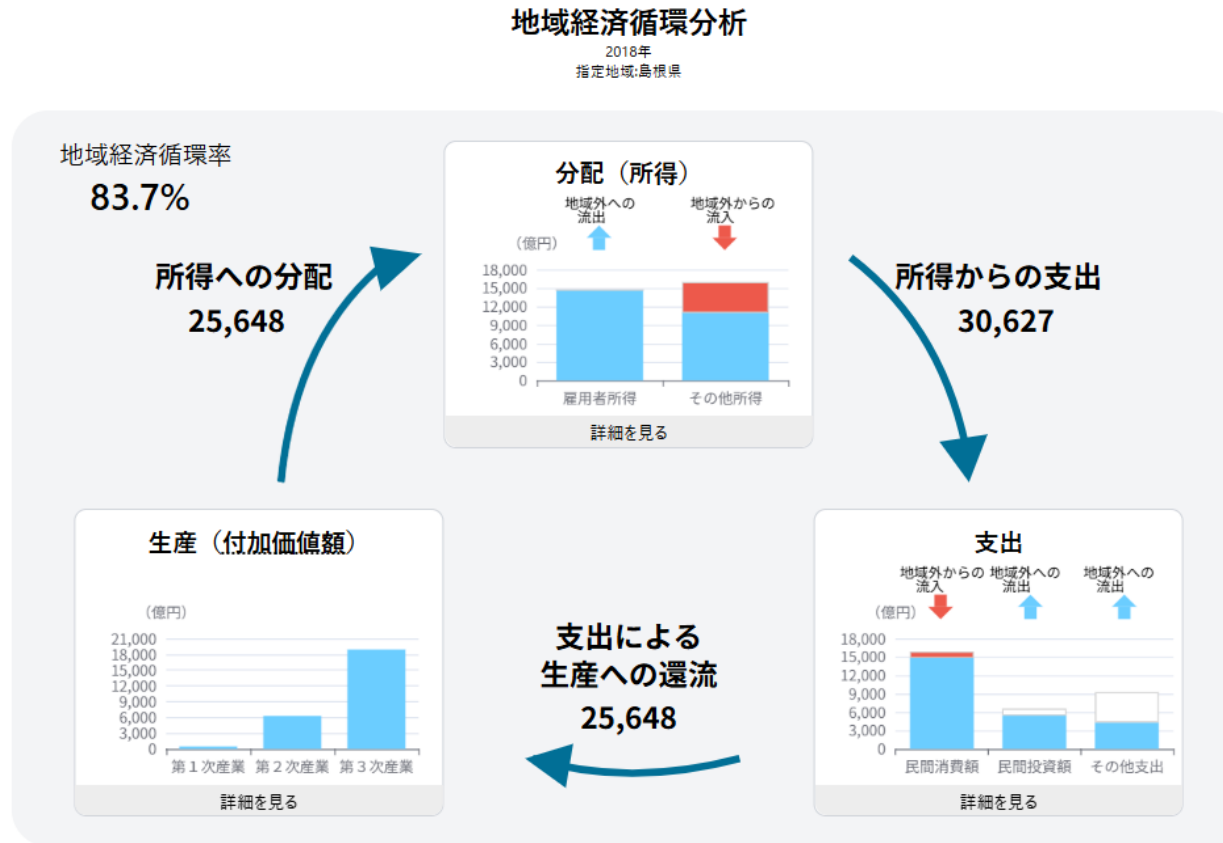 地域経済循環分析
2018年
指定地域:島根県
地域経済循環率
83.7%
分配（所得）
地域外への
流出
地域外からの
流入
（億円）
18,000
15,000
12,000
9,000
6,000
3,000
0
雇用者所得
その他所得
詳細を見る
所得への分配
25,648
所得からの支出
30,627
生産（付加価値額）
（億円）
21,000
18,000
15,000
12,000
9,000
6,000
3,000
0
第１次産業 第２次産業 第３次産業
詳細を見る
支出による
生産への還流
25,648
支出
地域外からの
流入
地域外への
流出
地域外への
流出
（億円）
18,000
15,000
12,000
9,000
6,000
3,000
0
民間消費額 民間投資額 その他支出
詳細を見る